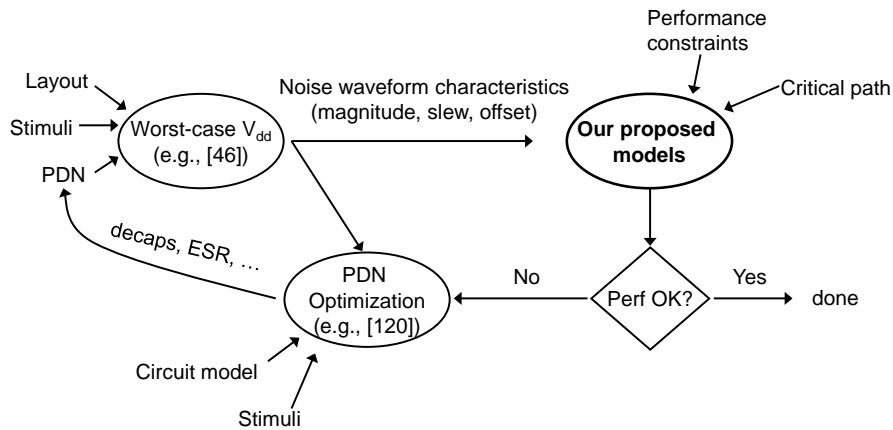 Performance
constraints
Layout
Noise waveform characteristics
(magnitude, slew, offset)
Critical path
Stimuli
Worst-case Vdd
(e.g., [46])
Our proposed
models
PDN
decaps, ESR, ...
PDN
Optimization
(e.g., [120])
No
Perf OK?
Yes
done
Circuit model
Stimuli